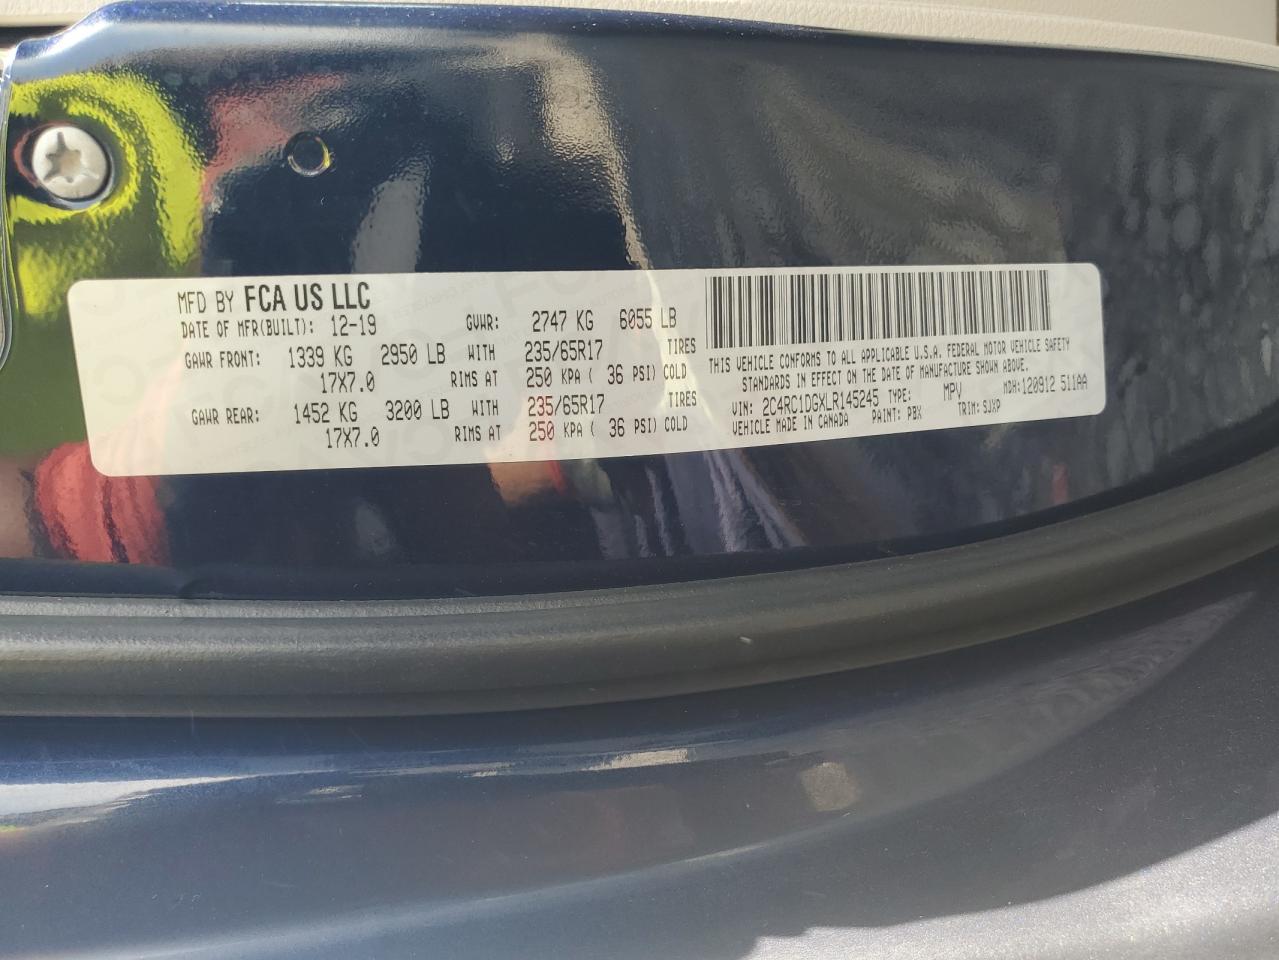 MFD BY FCA US LLC
DATE OF MFR(BUILT): 12-19 GVWR: 2747 KG 6055 LB
GAWR FRONT: 1339 KG 2950 LB WITH 235/65R17 TIRES
17X7.0 RIMS AT 250 KPA ( 36 PSI) COLD
GAWR REAR: 1452 KG 3200 LB WITH 235/65R17 TIRES
17X7.0 RIMS AT 250 KPA ( 36 PSI) COLD
THIS VEHICLE CONFORMS TO ALL APPLICABLE U.S.A. FEDERAL MOTOR VEHICLE SAFETY
STANDARDS IN EFFECT ON THE DATE OF MANUFACTURE SHOWN ABOVE.
VIN: 2C4RC1DGXLR145245 TYPE: MPV MDH:120912 511AA
VEHICLE MADE IN CANADA PAINT: PBX TRIM: SJXP